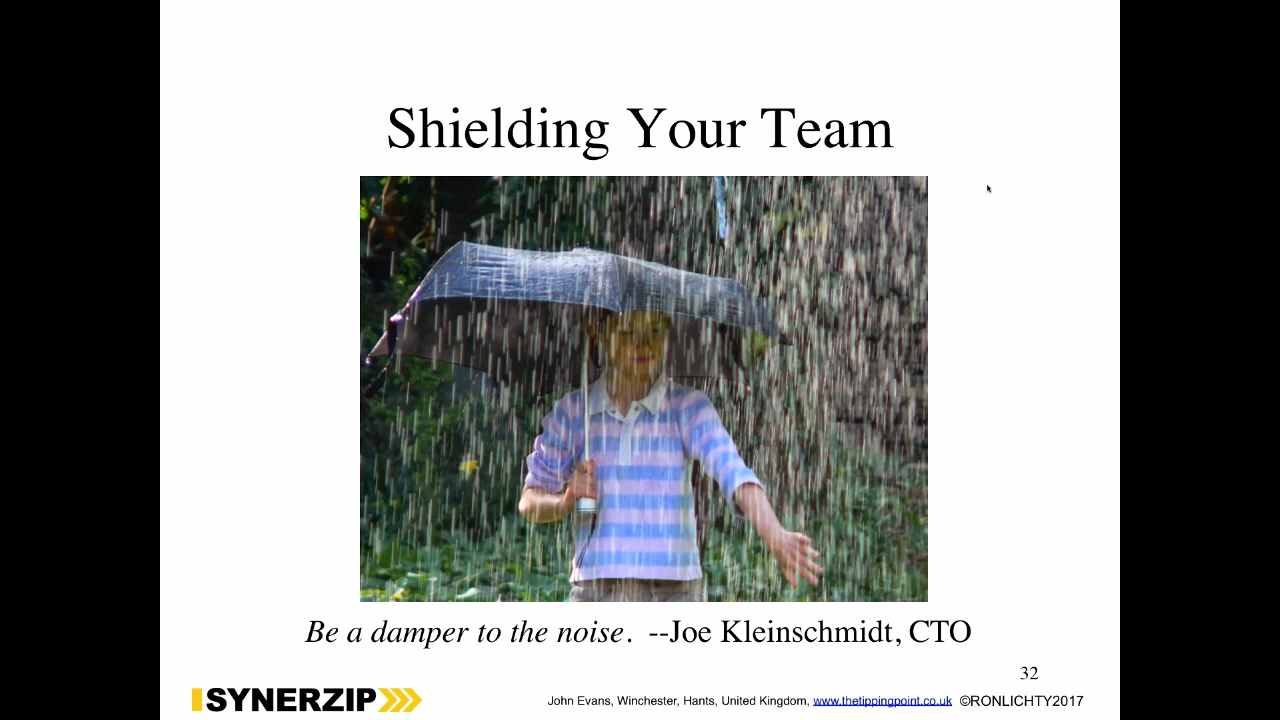 Shielding Your Team
Be a damper to the noise. --Joe Kleinschmidt, CTO
32
SYNERZIP
John Evans, Winchester, Hants, United Kingdom, www.thetippingpoint.co.uk ©RONLICHTY2017